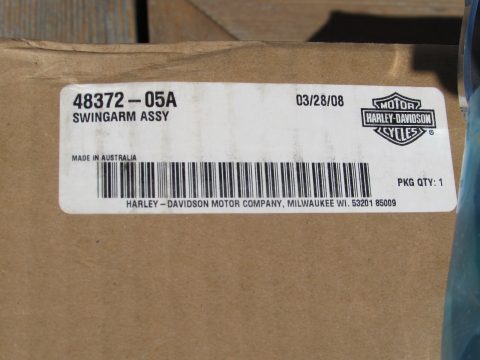 48372-05A
03/28/08
SWINGARM ASSY
MOTOR
HARLEY-DAVIDSON
CYCLES
®
MADE IN AUSTRALIA
PKG QTY: 1
HARLEY-DAVIDSON MOTOR COMPANY, MILWAUKEE WI. 53201 85009